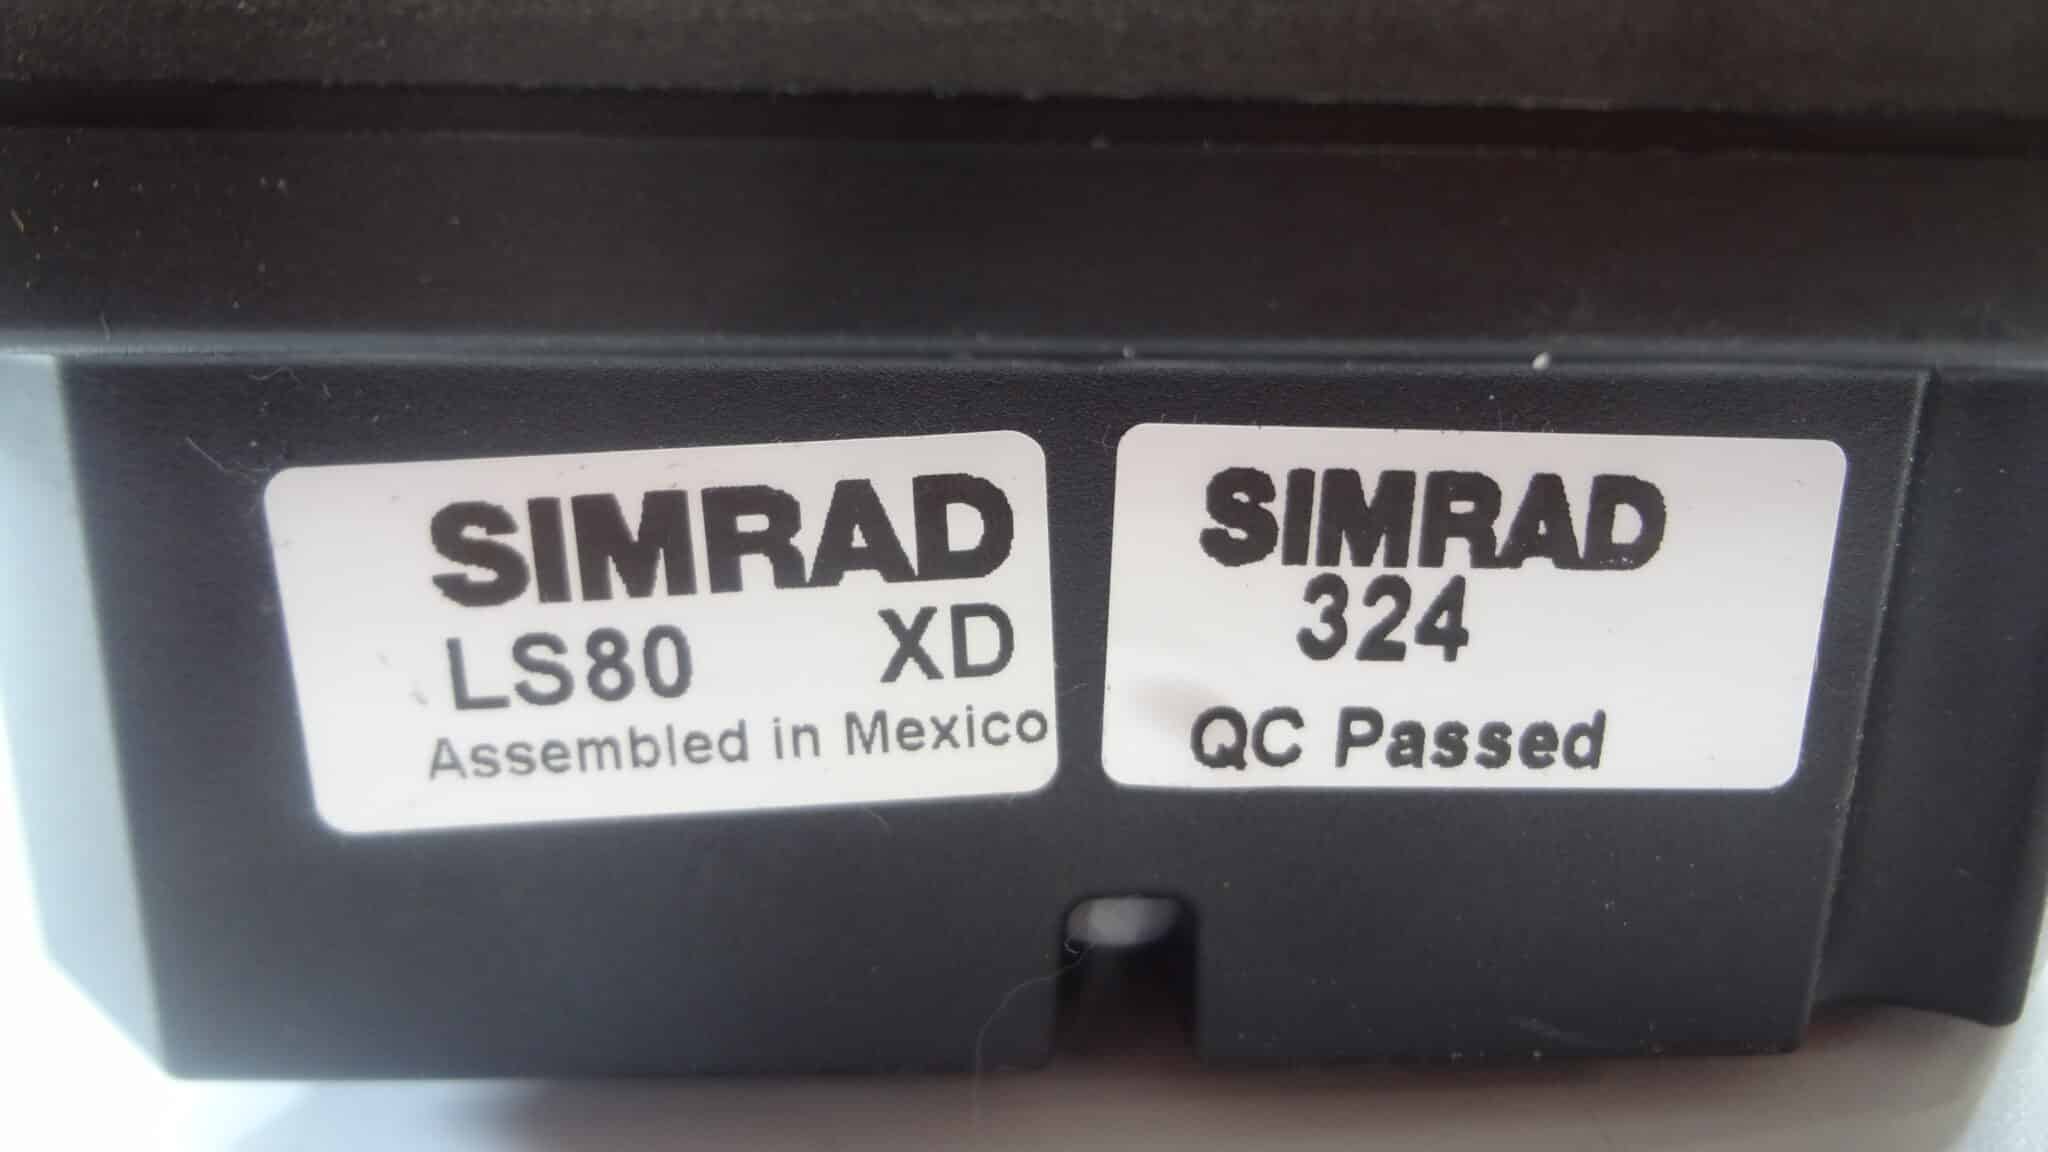 SIMRAD
LS80 XD
Assembled in Mexico
SIMRAD
324
QC Passed